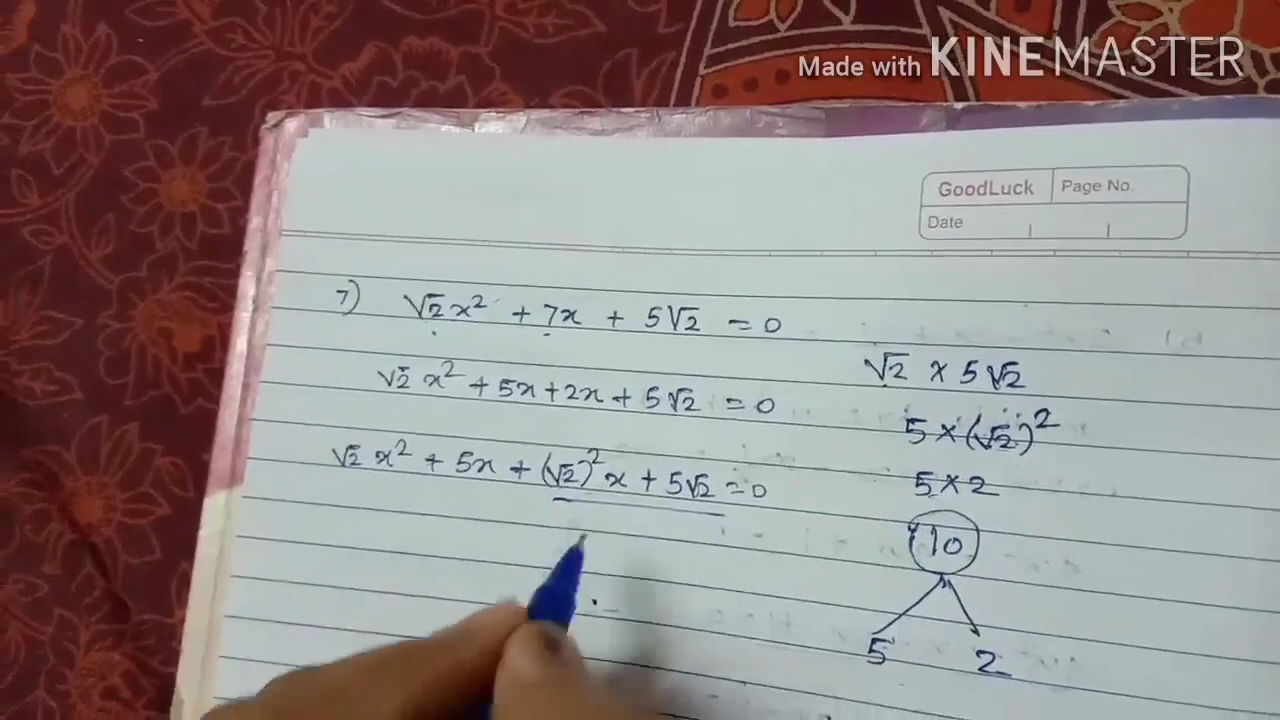 Made with KINEMASTER
GoodLuck Page No.
Date
7) √2x² + 7x + 5√2 = 0
√2 x² + 5x + 2x + 5√2 = 0
√2 x² + 5x + (√2)² x + 5√2 = 0
√2 × 5√2
5 × (√2)²
5 × 2
10
5 2